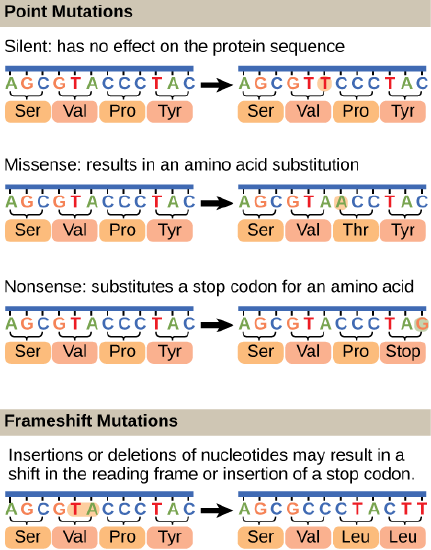 Point Mutations
Silent: has no effect on the protein sequence
AGCGTACCCTAC AGCGTTCCCTAC
Ser Val Pro Tyr Ser Val Pro Tyr
Missense: results in an amino acid substitution
AGCGTACCCTAC AGCGTAACCTAC
Ser Val Pro Tyr Ser Val Thr Tyr
Nonsense: substitutes a stop codon for an amino acid
AGCGTACCCTAC AGCGTACCCTAG
Ser Val Pro Tyr Ser Val Pro Stop
Frameshift Mutations
Insertions or deletions of nucleotides may result in a
shift in the reading frame or insertion of a stop codon.
AGCGTACCCTAC AGCGCCCTACTT
Ser Val Pro Tyr Ser Val Leu Leu